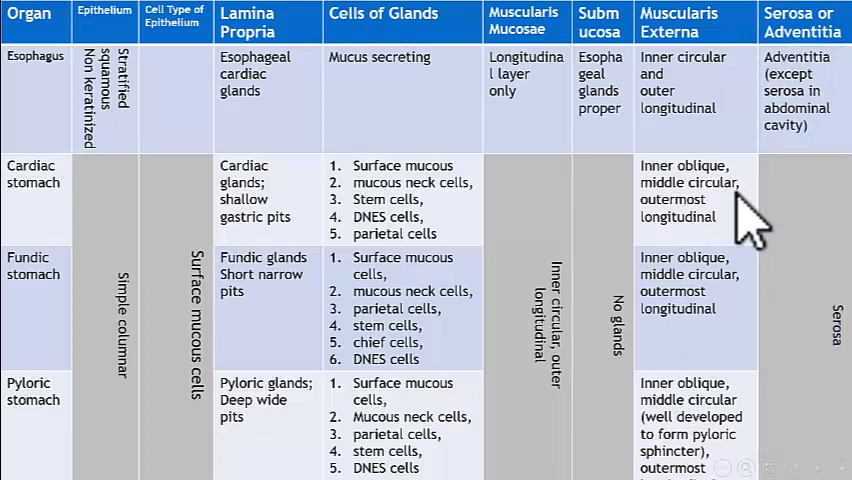 Organ
Epithelium
Cell Type of
Epithelium
Lamina
Propria
Cells of Glands
Muscularis
Mucosae
Subm
ucosa
Muscularis
Externa
Serosa or
Adventitia
Esophagus
Stratified
squamous
Non keratinized
Esophageal
cardiac
glands
Mucus secreting
Longitudina
l layer
only
Esopha
geal
glands
proper
Inner circular
and
outer
longitudinal
Adventitia
(except
serosa in
abdominal
cavity)
Cardiac
stomach
Simple columnar
Surface mucous cells
Cardiac
glands;
shallow
gastric pits
1. Surface mucous
2. mucous neck cells,
3. Stem cells,
4. DNES cells,
5. parietal cells
Inner circular, outer
longitudinal
No glands
Inner oblique,
middle circular,
outermost
longitudinal
Serosa
Fundic
stomach
Fundic glands
Short narrow
pits
1. Surface mucous
cells,
2. mucous neck cells,
3. parietal cells,
4. stem cells,
5. chief cells,
6. DNES cells
Inner oblique,
middle circular,
outermost
longitudinal
Pyloric
stomach
Pyloric glands;
Deep wide
pits
1. Surface mucous
cells,
2. Mucous neck cells,
3. parietal cells,
4. stem cells,
5. DNES cells
Inner oblique,
middle circular
(well developed
to form pyloric
sphincter),
outermost